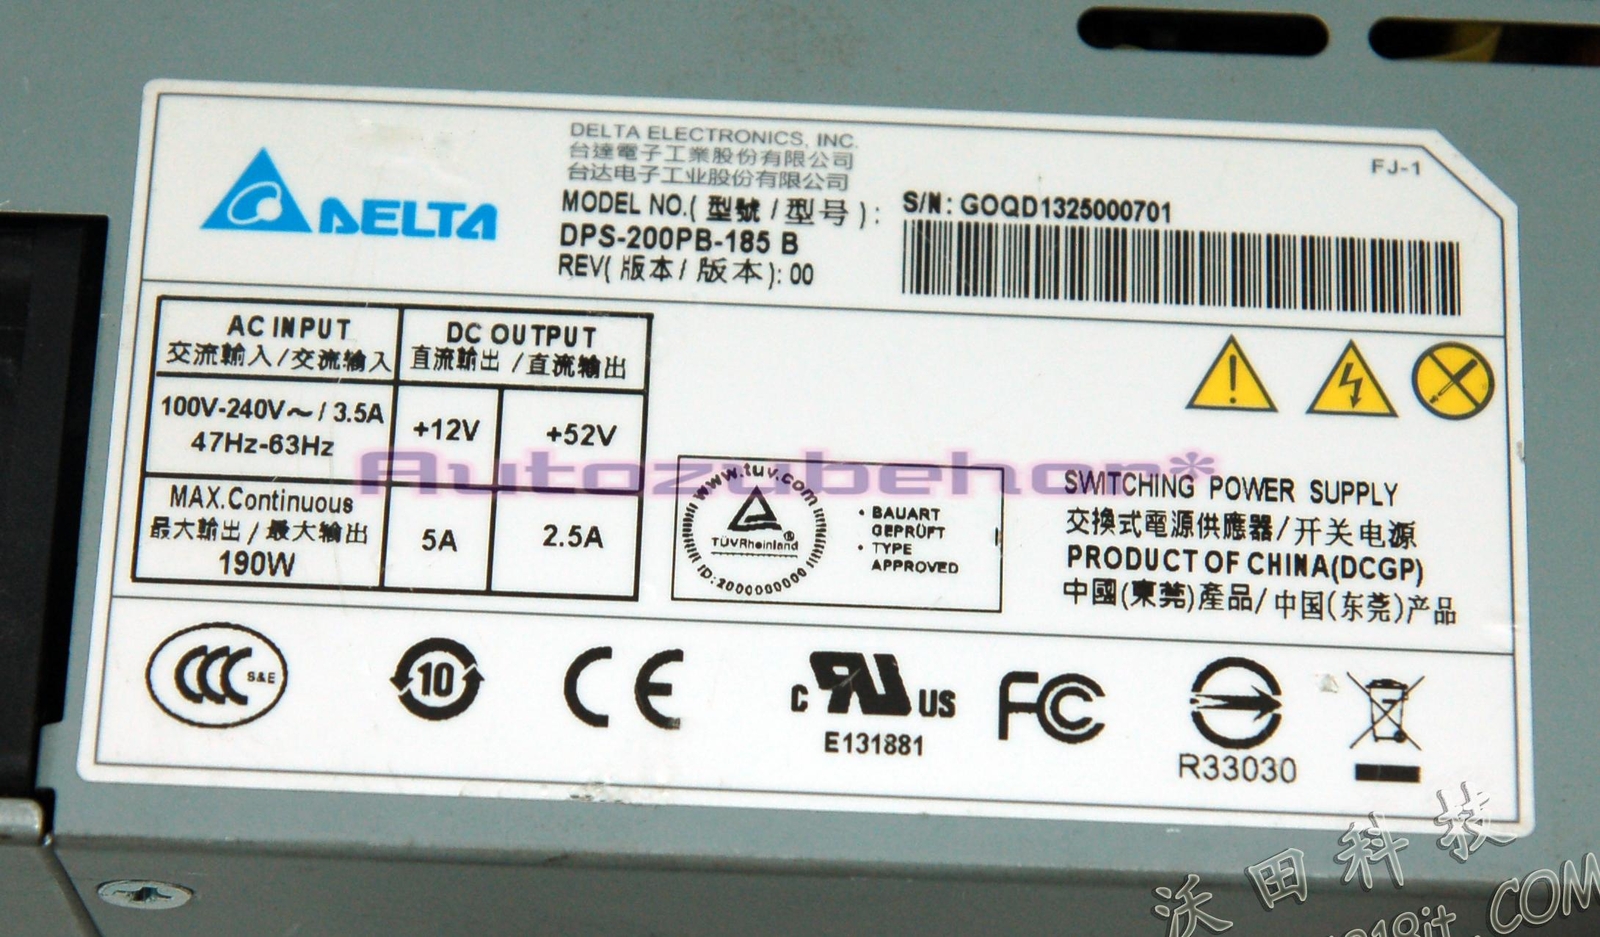 DELTA
DELTA ELECTRONICS, INC.
台達電子工業股份有限公司
台达电子工业股份有限公司
MODEL NO.(型號/型号):
DPS-200PB-185 B
REV(版本/版本): 00
S/N: GOQD1325000701
FJ-1
AC INPUT
交流輸入/交流输入
DC OUTPUT
直流輸出/直流输出
100V-240V～/ 3.5A
47Hz-63Hz
+12V
+52V
MAX.Continuous
最大輸出/最大输出
190W
5A
2.5A
Autozubehor*
www.tuv.com
TÜVRheinland®
ID:2000000000
• BAUART
GEPRÜFT
• TYPE
APPROVED
SWITCHING POWER SUPPLY
交換式電源供應器/开关电源
PRODUCT OF CHINA(DCGP)
中國(東莞)產品/中国(东莞)产品
CCC S&E
10
CE
c RU US
E131881
FC
R33030
沃田科技
.COM